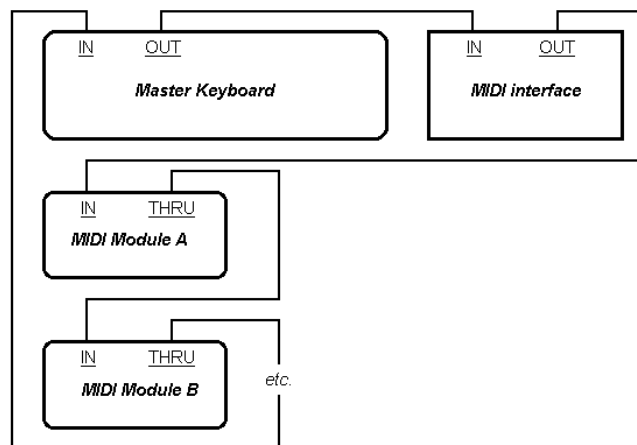 IN OUT
Master Keyboard
IN OUT
MIDI interface
IN THRU
MIDI Module A
IN THRU
MIDI Module B
etc.